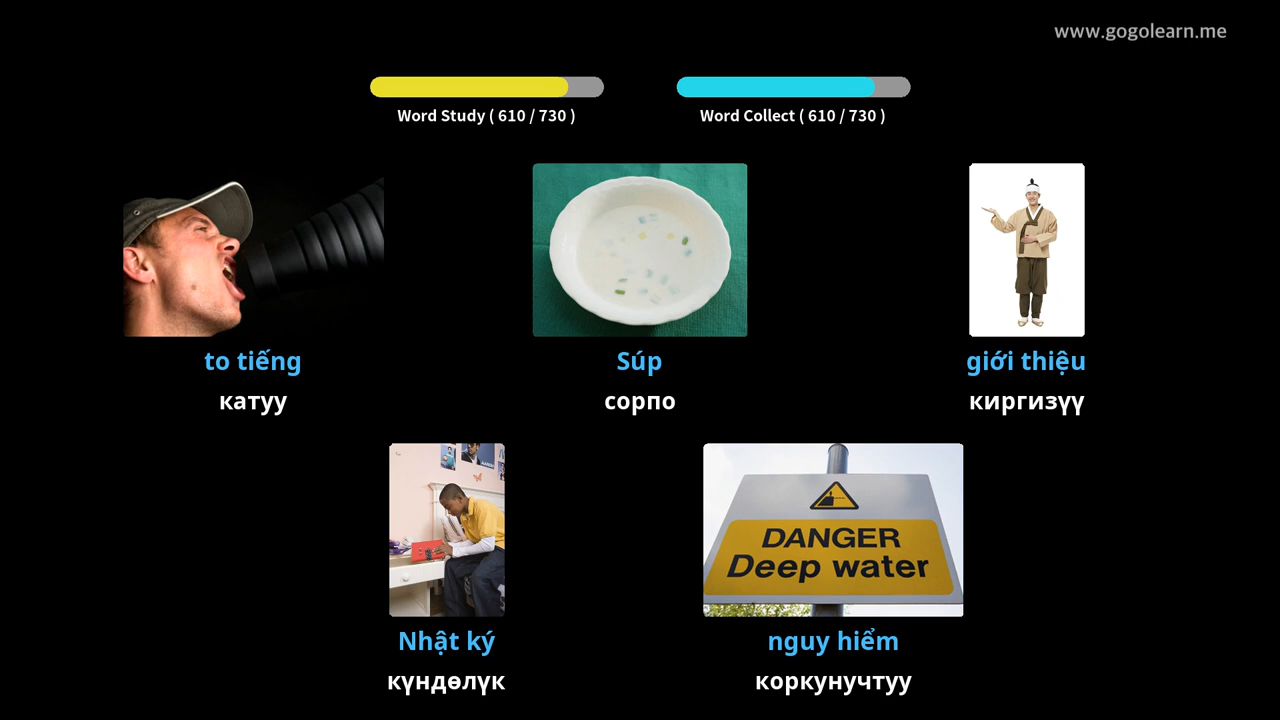 www.gogolearn.me
Word Study ( 610 / 730 )
Word Collect ( 610 / 730 )
to tiếng
катуу
Súp
сорпо
giới thiệu
киргизүү
DANGER
Deep water
Nhật ký
күндөлүк
nguy hiểm
коркунучтуу